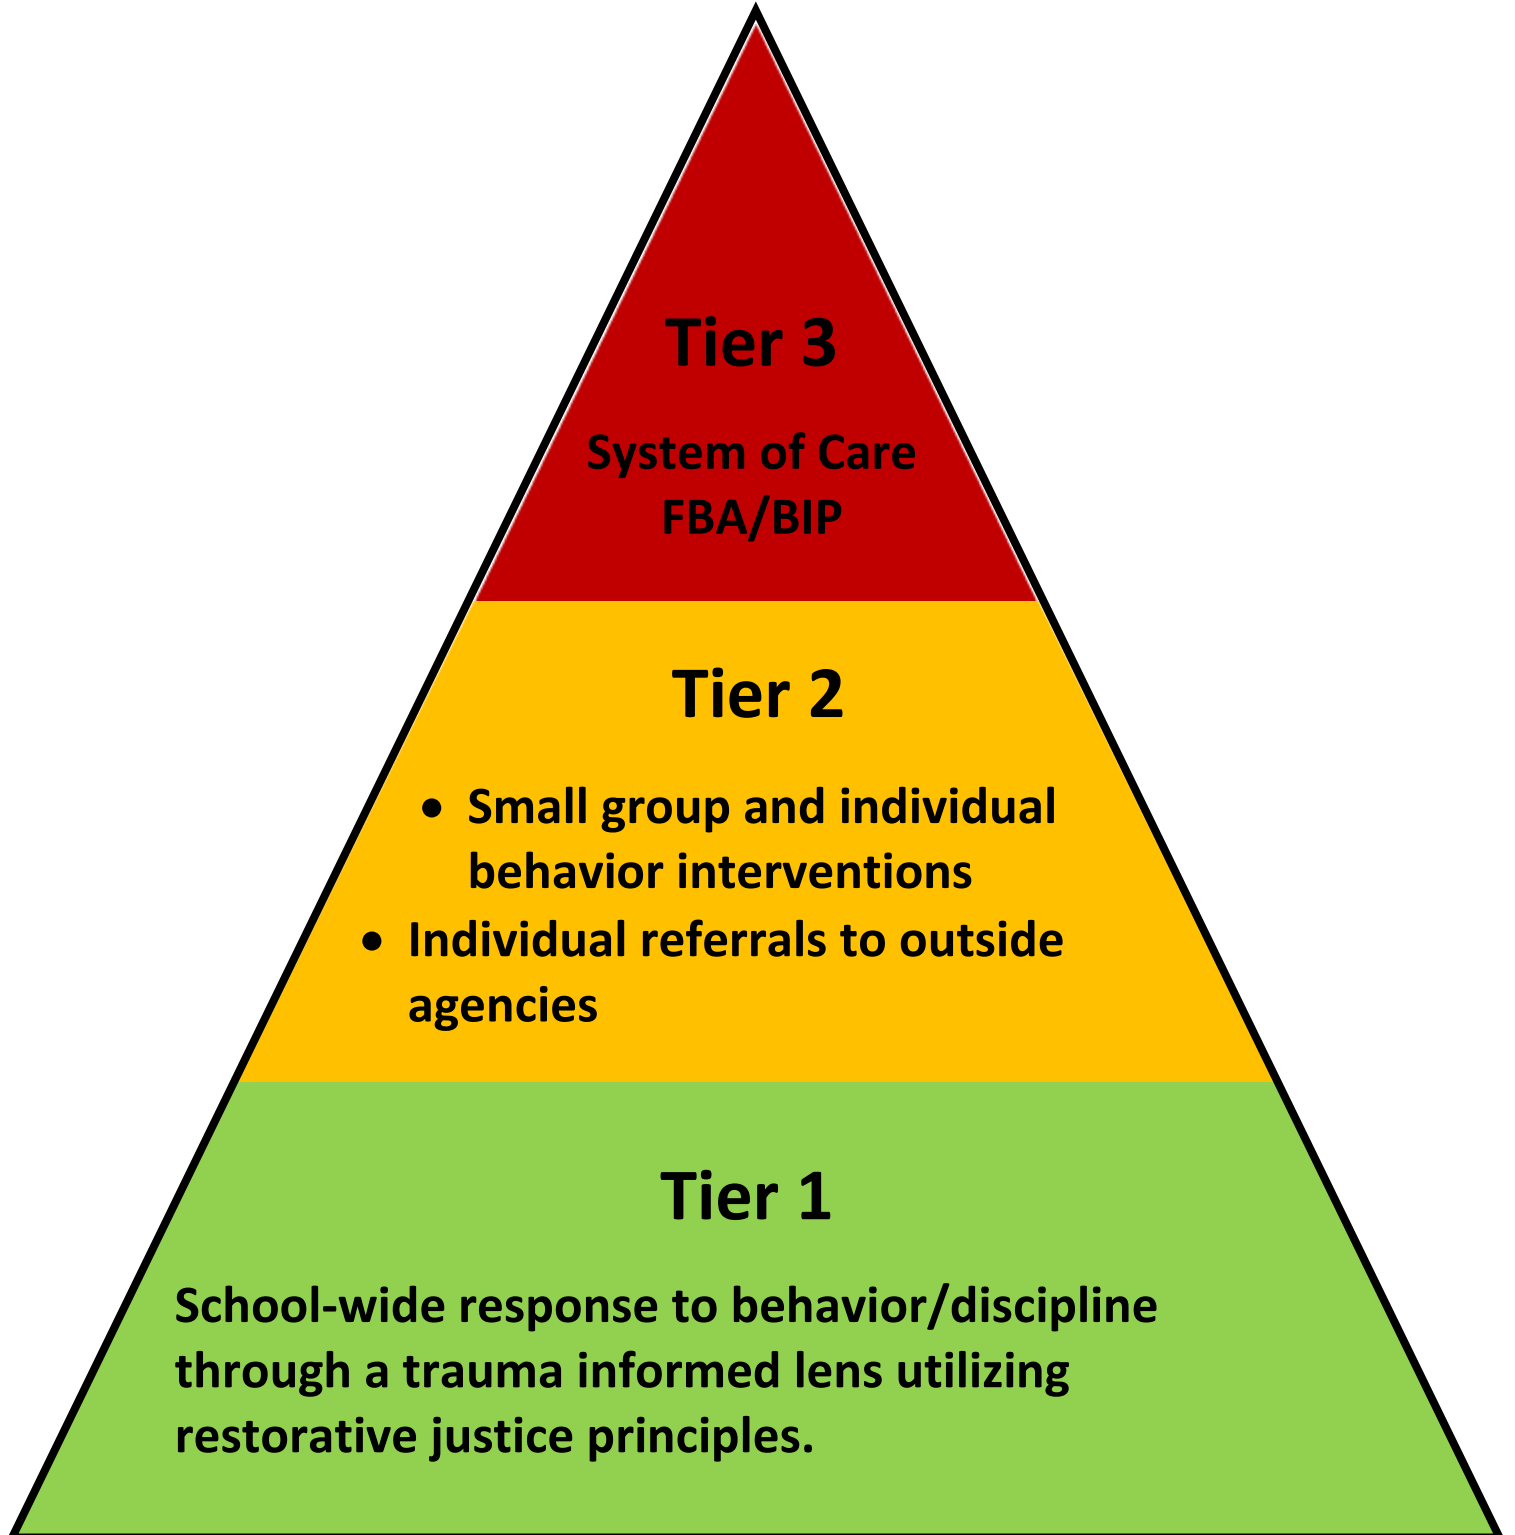 Tier 3
System of Care
FBA/BIP
Tier 2
• Small group and individual
behavior interventions
• Individual referrals to outside
agencies
Tier 1
School-wide response to behavior/discipline
through a trauma informed lens utilizing
restorative justice principles.